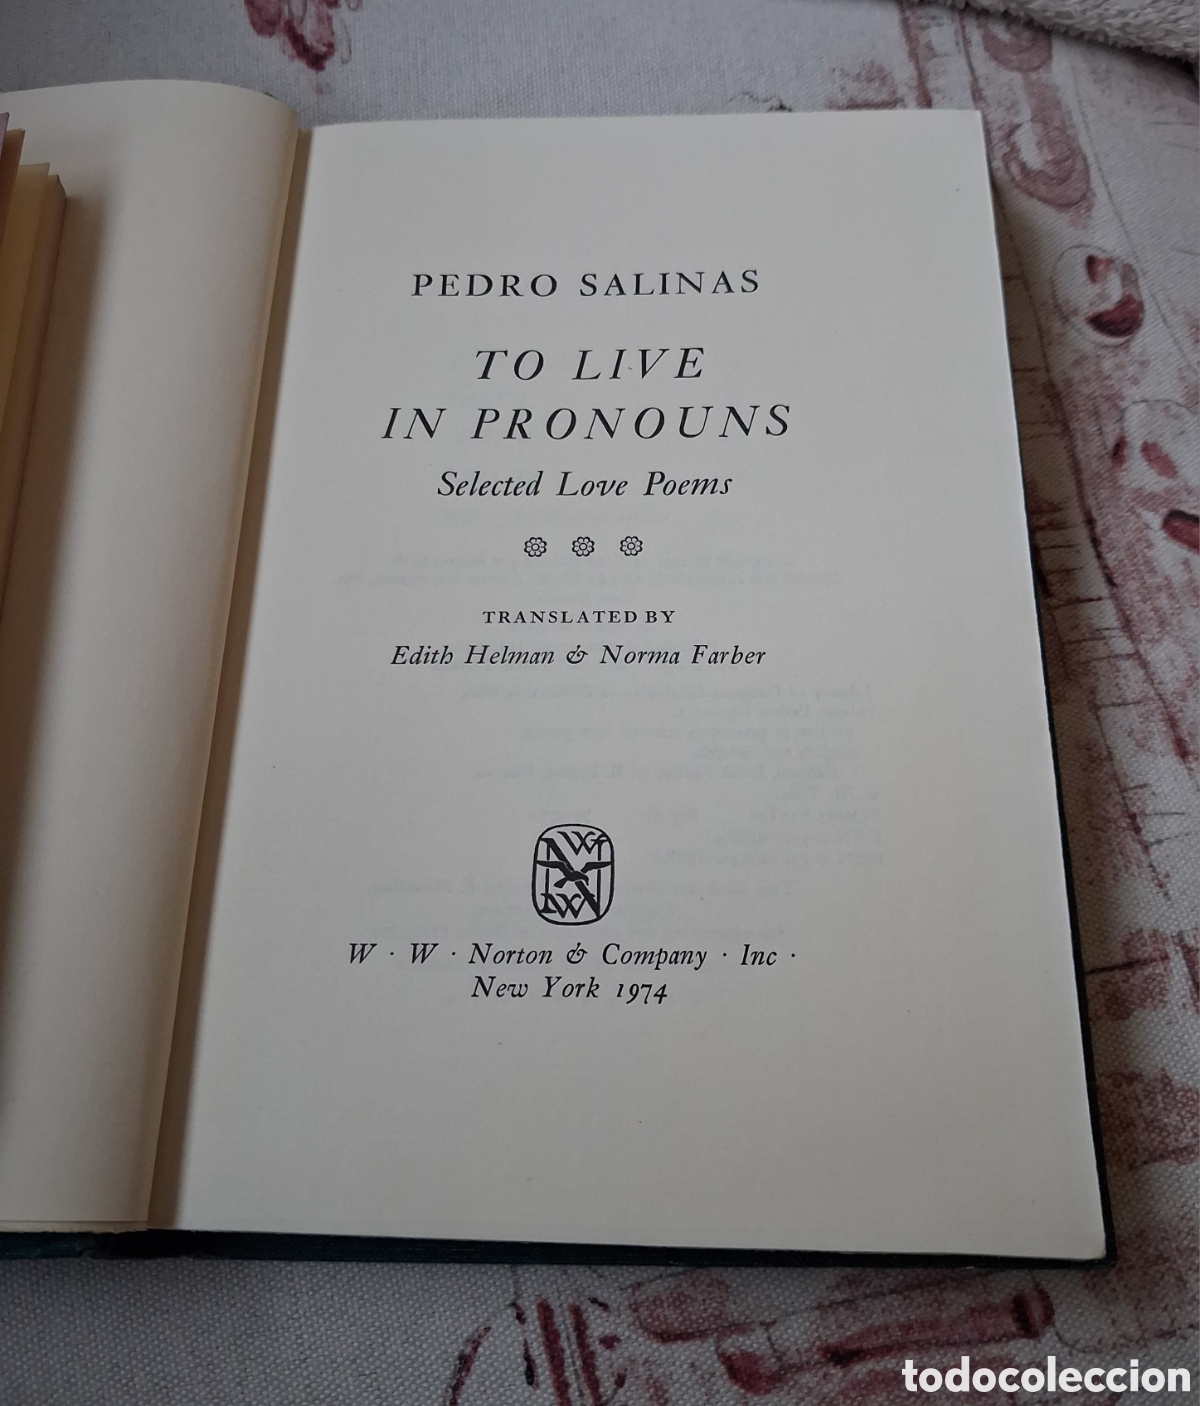 PEDRO SALINAS
TO LIVE
IN PRONOUNS
Selected Love Poems
TRANSLATED BY
Edith Helman & Norma Farber
W · W · Norton & Company · Inc ·
New York 1974
todocoleccion